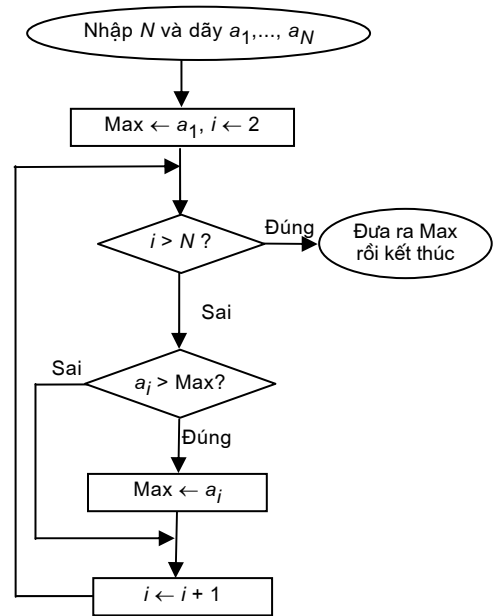 Nhập N và dãy a1,..., aN
Max ← a1, i ← 2
i > N ?
Đúng
Đưa ra Max
rồi kết thúc
Sai
Sai
ai > Max?
Đúng
Max ← ai
i ← i + 1